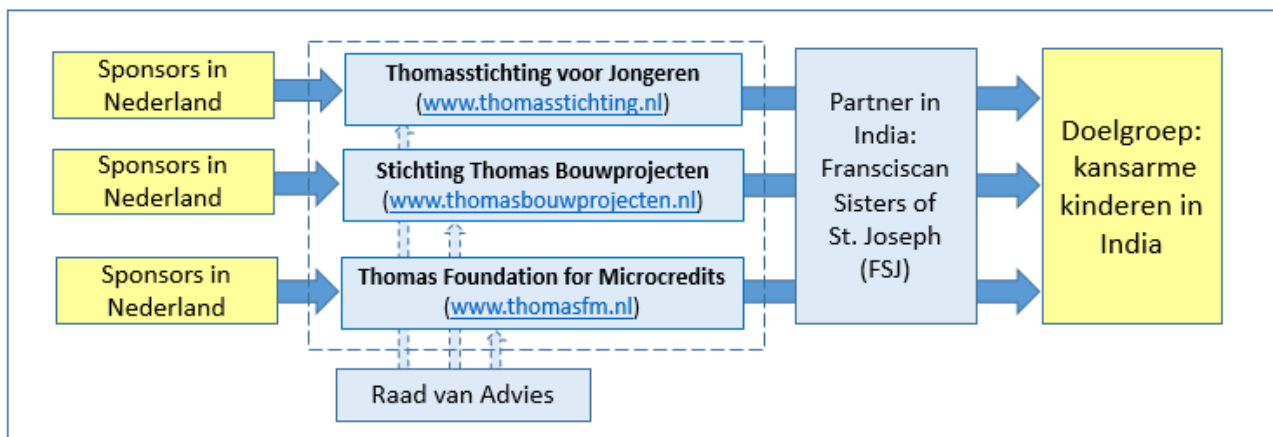 Sponsors in
Nederland
Thomasstichting voor Jongeren
(www.thomasstichting.nl)
Sponsors in
Nederland
Stichting Thomas Bouwprojecten
(www.thomasbouwprojecten.nl)
Sponsors in
Nederland
Thomas Foundation for Microcredits
(www.thomasfm.nl)
Raad van Advies
Partner in
India:
Fransciscan
Sisters of
St. Joseph
(FSJ)
Doelgroep:
kansarme
kinderen in
India